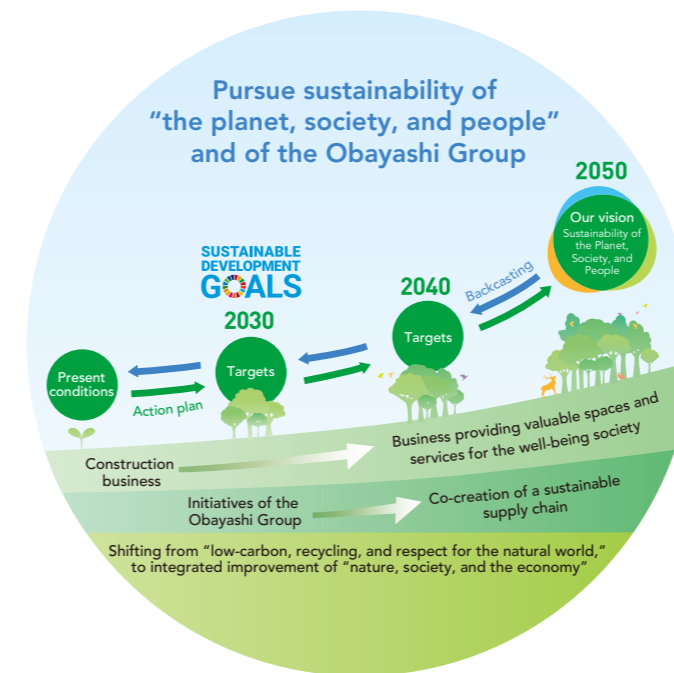 Pursue sustainability of
“the planet, society, and people”
and of the Obayashi Group
2050
Our vision
Sustainability of
the Planet,
Society, and
People
Backcasting
SUSTAINABLE
DEVELOPMENT
GOALS
2040
Targets
2030
Targets
Present
conditions
Action plan
Construction
business
Business providing valuable spaces and
services for the well-being society
Initiatives of the
Obayashi Group
Co-creation of a sustainable
supply chain
Shifting from “low-carbon, recycling, and respect for the natural world,”
to integrated improvement of “nature, society, and the economy”